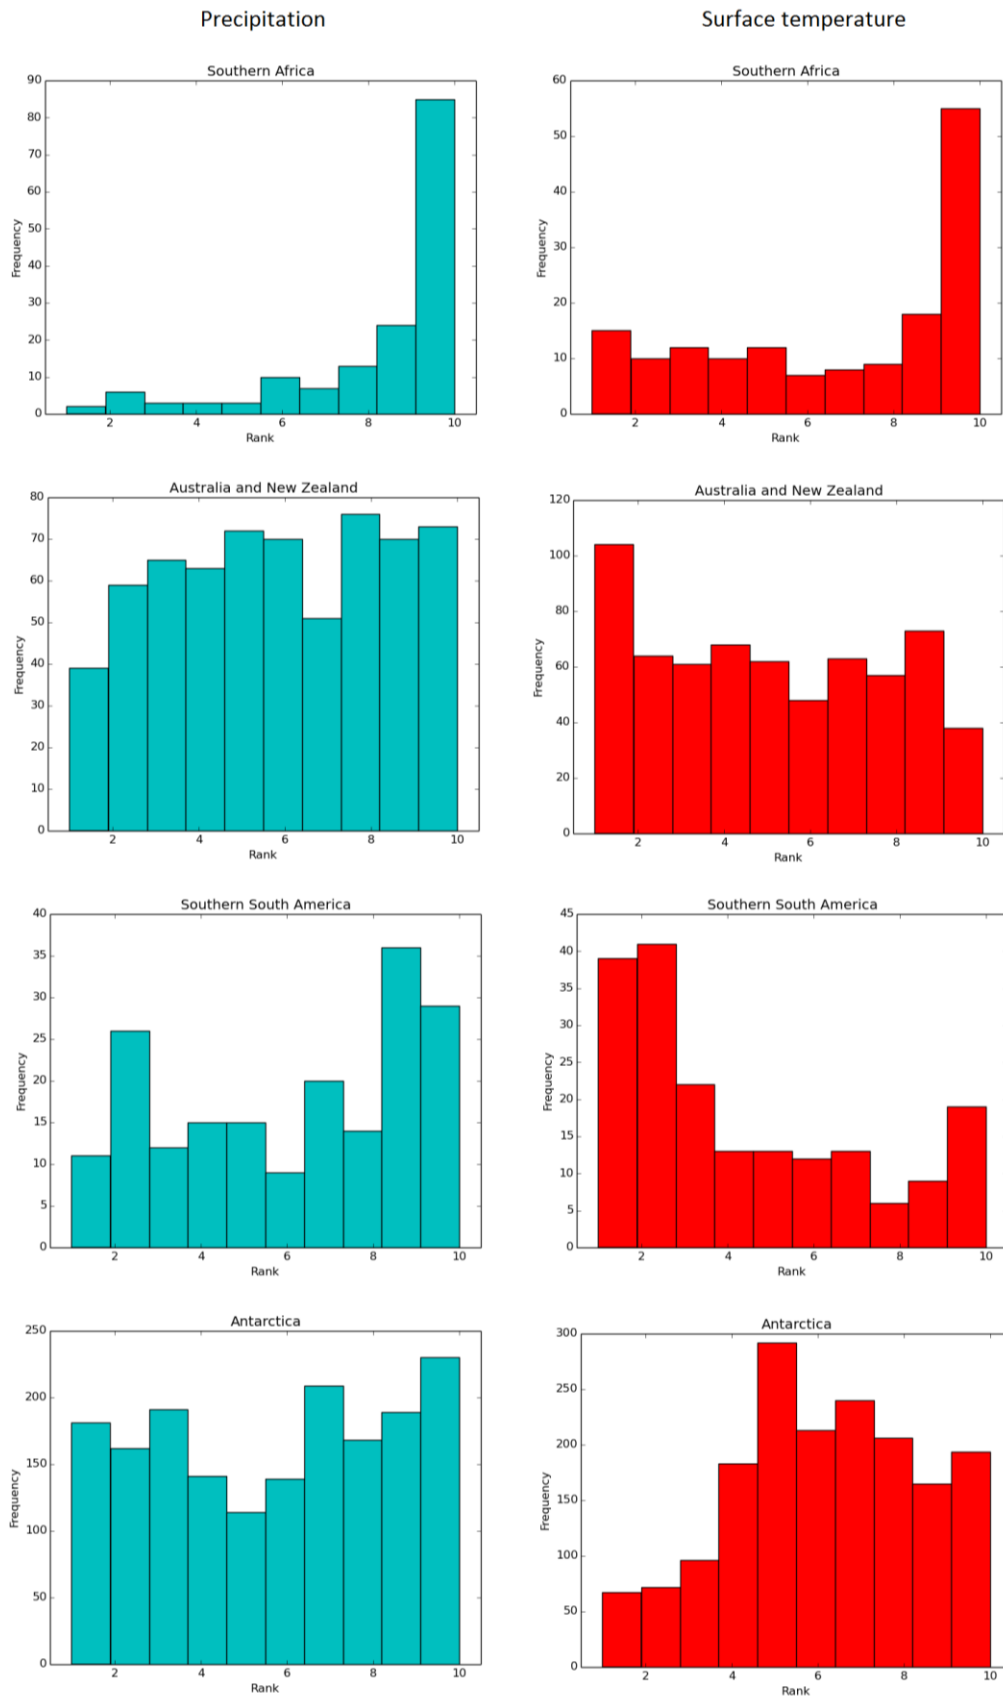 Precipitation
Surface temperature
Southern Africa
90
80
70
60
50
40
30
20
10
0
Frequency
2 4 6 8 10
Rank
Southern Africa
60
50
40
30
20
10
0
Frequency
2 4 6 8 10
Rank
Australia and New Zealand
80
70
60
50
40
30
20
10
0
Frequency
2 4 6 8 10
Rank
Australia and New Zealand
120
100
80
60
40
20
0
Frequency
2 4 6 8 10
Rank
Southern South America
40
35
30
25
20
15
10
5
0
Frequency
2 4 6 8 10
Rank
Southern South America
45
40
35
30
25
20
15
10
5
0
Frequency
2 4 6 8 10
Rank
Antarctica
250
200
150
100
50
0
Frequency
2 4 6 8 10
Rank
Antarctica
300
250
200
150
100
50
0
Frequency
2 4 6 8 10
Rank